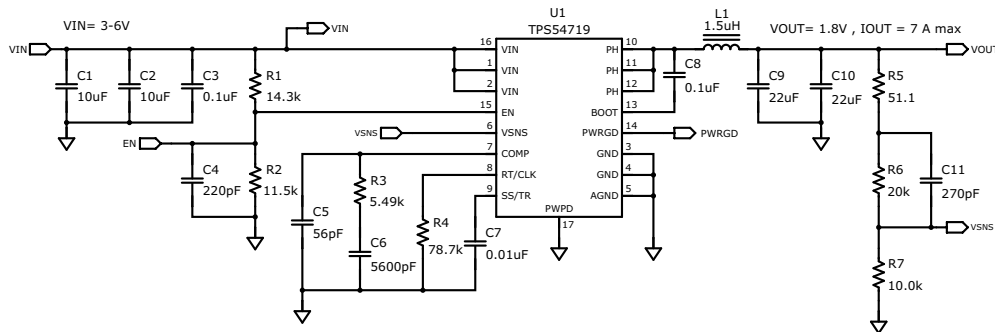 VIN= 3-6V
VIN
VIN
U1
TPS54719
L1
1.5uH
VOUT= 1.8V , IOUT = 7 A max
VOUT
C1
10uF
C2
10uF
C3
0.1uF
R1
14.3k
16
VIN
1
VIN
2
VIN
15
EN
6
VSNS
7
COMP
8
RT/CLK
9
SS/TR
10
PH
11
PH
12
PH
13
BOOT
14
PWRGD
3
GND
4
GND
5
AGND
PWPD
17
C8
0.1uF
C9
22uF
C10
22uF
R5
51.1
VSNS
PWRGD
EN
C4
220pF
R2
11.5k
R3
5.49k
C5
56pF
C6
5600pF
R4
78.7k
C7
0.01uF
R6
20k
C11
270pF
VSNS
R7
10.0k